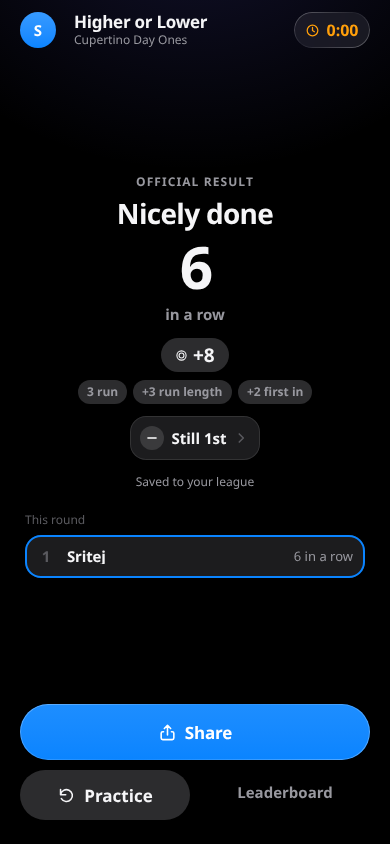 S
Higher or Lower
Cupertino Day Ones
0:00
OFFICIAL RESULT
Nicely done
6
in a row
+8
3 run
+3 run length
+2 first in
Still 1st
Saved to your league
This round
1 Sritej 6 in a row
Share
Practice
Leaderboard